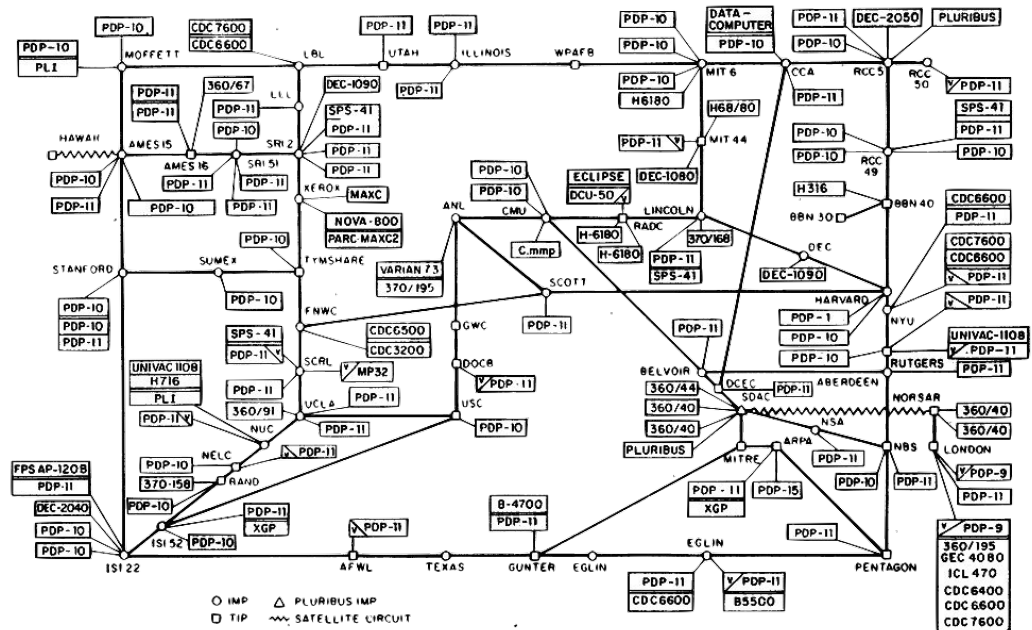 PDP-10
PLI
PDP-10
MOFFETT
CDC7600
CDC6600
LBL
PDP-11
UTAH
PDP-11
ILLINOIS
PDP-11
WPAFB
PDP-10
PDP-10
MIT 6
PDP-10
H6180
DATA-
COMPUTER
PDP-10
CCA
PDP-11
PDP-11
PDP-10
RCC 5
DEC-2050
PLURIBUS
RCC
50
PDP-11
LLL
DEC-1090
PDP-11
PDP-11
360/67
PDP-10
SPS-41
PDP-11
PDP-11
PDP-11
SRI 2
HAWAII
AMES 15
AMES 16
SRI 51
PDP-10
PDP-11
PDP-10
PDP-11
PDP-11
H68/80
PDP-11
MIT 44
DEC-1080
SPS-41
PDP-11
PDP-10
PDP-10
PDP-10
RCC
49
XEROX
MAXC
NOVA-800
PARC-MAXC2
PDP-10
PDP-10
CMU
C.mmp
ANL
ECLIPSE
DCU-50
RADC
H-6180
H-6180
LINCOLN
370/168
PDP-11
SPS-41
H316
BBN 30
BBN 40
CDC6600
PDP-11
CDC7600
CDC6600
PDP-11
PDP-11
DEC
DEC-1090
STANFORD
PDP-10
PDP-10
PDP-11
SUMEX
PDP-10
PDP-10
TYMSHARE
VARIAN 73
370/195
SCOTT
PDP-11
HARVARD
PDP-1
PDP-10
PDP-10
NYU
FNWC
CDC6500
CDC3200
GWC
SPS-41
PDP-11
SCRL
MP32
DOCB
PDP-11
PDP-11
BELVOIR
DCEC
PDP-11
ABERDEEN
RUTGERS
UNIVAC-1108
PDP-11
PDP-11
UNIVAC 1108
H716
PLI
PDP-11
PDP-11
360/91
UCLA
PDP-11
PDP-11
USC
PDP-10
360/44
360/40
360/40
PLURIBUS
SDAC
NORSAR
360/40
360/40
NUC
NELC
PDP-11
PDP-10
370-158
RAND
PDP-10
MITRE
ARPA
PDP-11
XGP
PDP-15
NSA
PDP-11
NBS
PDP-10
PDP-11
LONDON
PDP-9
PDP-11
PDP-9
360/195
GEC 4080
ICL 470
CDC6400
CDC6600
CDC7600
FPS AP-120B
PDP-11
DEC-2040
PDP-10
PDP-10
ISI 22
PDP-11
XGP
ISI 52
PDP-10
PDP-11
AFWL
TEXAS
B-4700
PDP-11
GUNTER
EGLIN
EGLIN
PDP-11
CDC6600
PDP-11
B5500
PDP-11
PENTAGON
IMP
PLURIBUS IMP
TIP
SATELLITE CIRCUIT